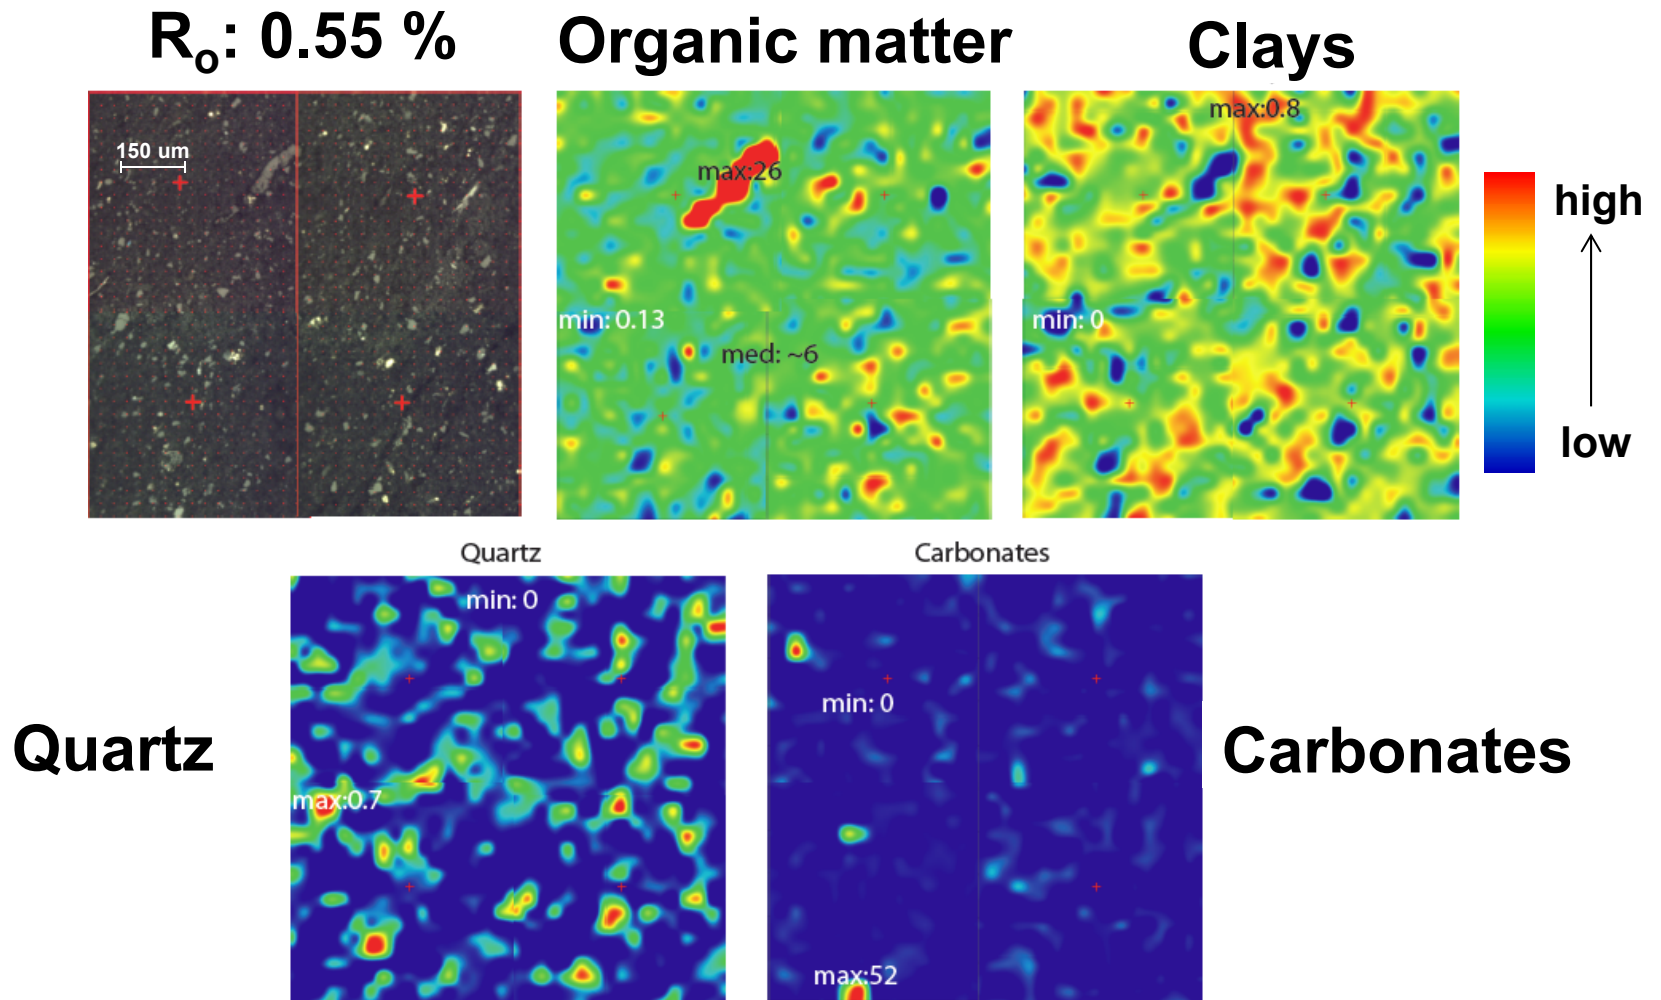 Ro: 0.55 %
Organic matter
Clays
150 um
max:26
min: 0.13
med: ~6
max:0.8
min: 0
high
low
Quartz
min: 0
max:0.7
Quartz
Carbonates
min: 0
max:52
Carbonates